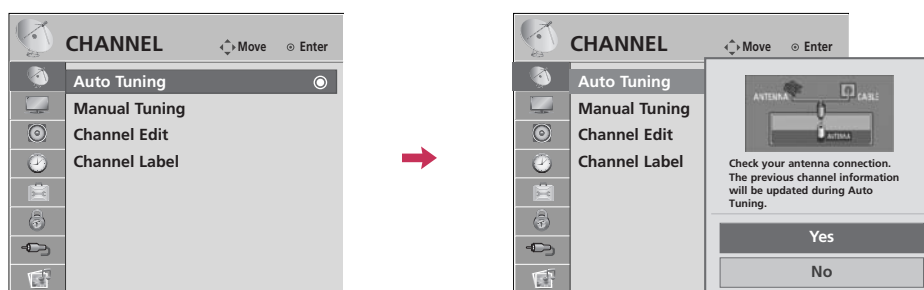 CHANNEL Move Enter
Auto Tuning
Manual Tuning
Channel Edit
Channel Label
CHANNEL Move Enter
Auto Tuning
Manual Tuning
Channel Edit
Channel Label
ANTENNA CABLE
ANTENNA
Check your antenna connection.
The previous channel information
will be updated during Auto
Tuning.
Yes
No